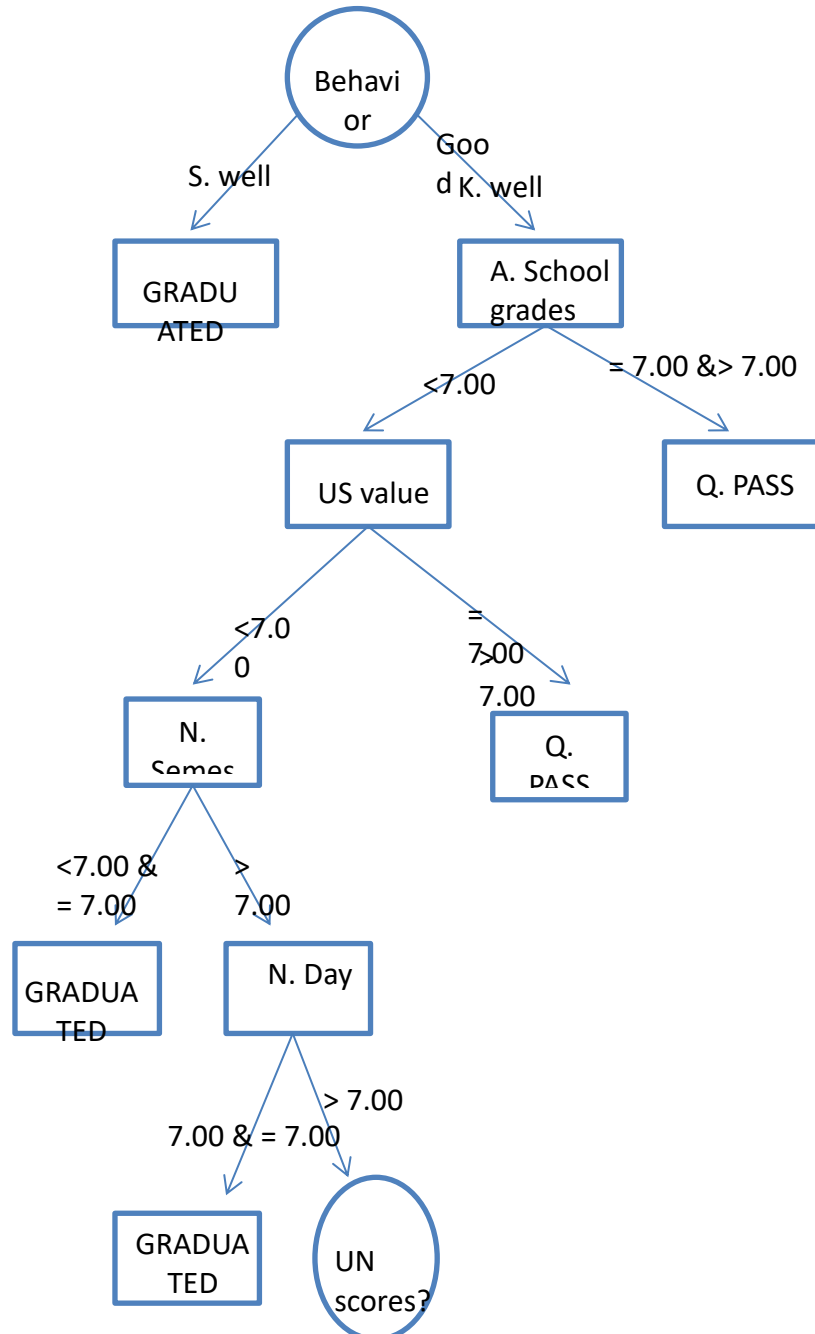 Behavi
or
S. well
Goo
d K. well
GRADU
ATED
A. School
grades
<7.00
= 7.00 &> 7.00
US value
Q. PASS
<7.0
0
=
7.00
>
7.00
N.
Semes
Q.
PASS
<7.00 &
= 7.00
>
7.00
GRADUA
TED
N. Day
> 7.00
7.00 & = 7.00
GRADUA
TED
UN
scores?